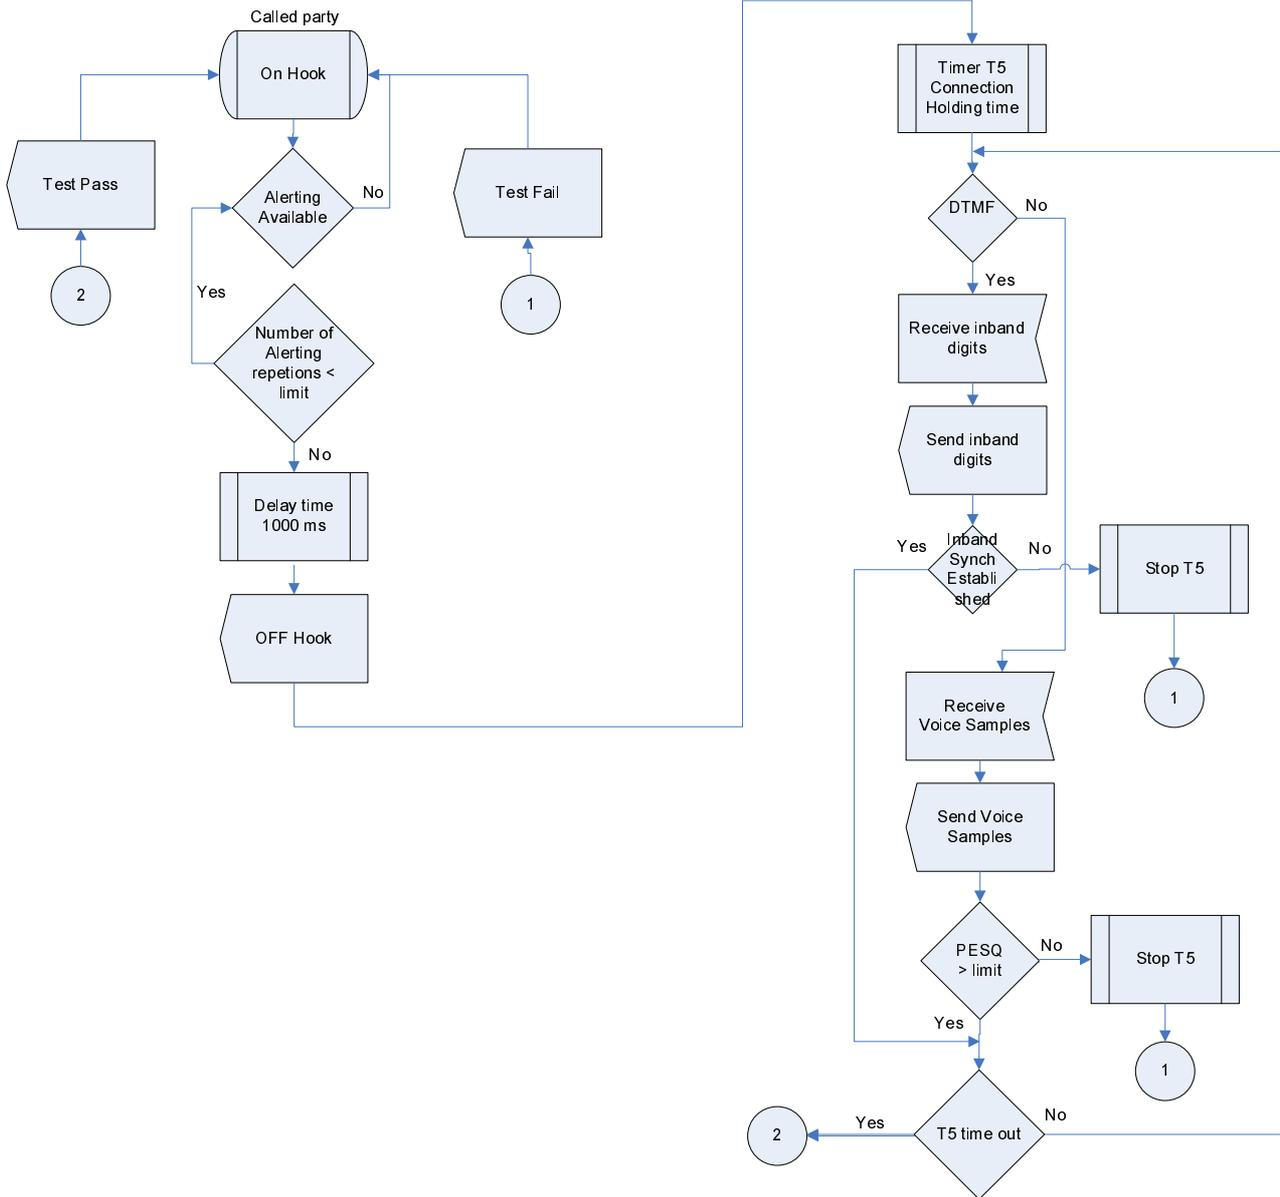 Called party
On Hook
Test Pass
Alerting
Available
No
Test Fail
2
Yes
1
Number of
Alerting
repetions <
limit
No
Delay time
1000 ms
OFF Hook
Timer T5
Connection
Holding time
DTMF
No
Yes
Receive inband
digits
Send inband
digits
Yes
Inband
Synch
Establi
shed
No
Stop T5
1
Receive
Voice Samples
Send Voice
Samples
PESQ
> limit
No
Stop T5
Yes
1
2
Yes
T5 time out
No